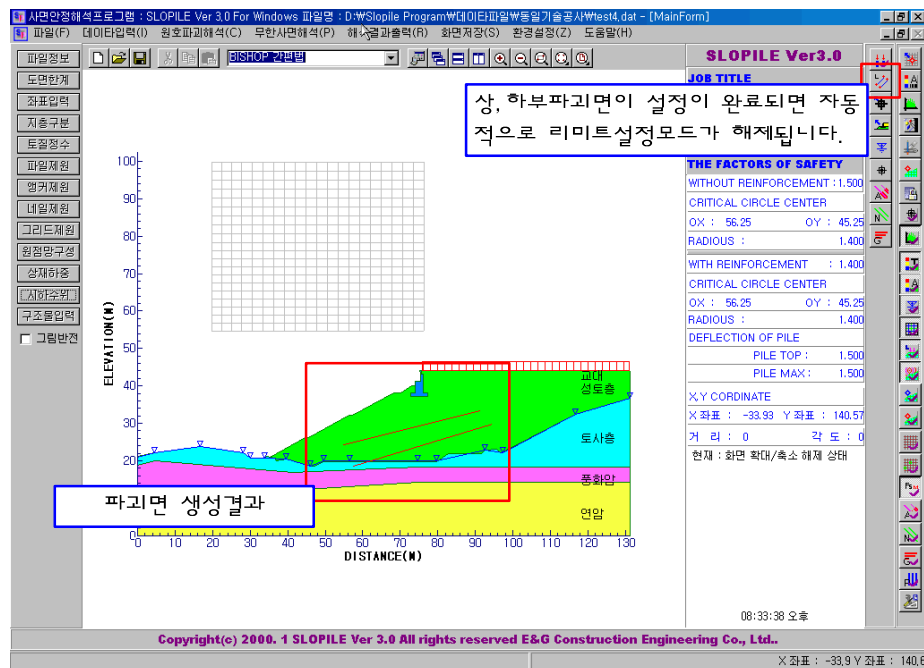 사면안정해석프로그램 : SLOPILE Ver 3.0 For Windows 파일명 : D:\Slopile Program\데이타파일\동일기술공사\test4.dat - [MainForm]
파일(F) 데이타입력(I) 원호파괴해석(C) 무한사면해석(P) 해석결과출력(R) 화면저장(S) 환경설정(Z) 도움말(H)
파일정보
도면한계
좌표입력
지층구분
토질정수
파일제원
앵커제원
네일제원
그리드제원
원점망구성
상재하중
지하수위
구조물입력
그림반전
BISHOP 간편법
SLOPILE Ver3.0
JOB TITLE
상,하부파괴면이 설정이 완료되면 자동
적으로 리미트설정모드가 해제됩니다.
THE FACTORS OF SAFETY
WITHOUT REINFORCEMENT : 1.500
CRITICAL CIRCLE CENTER
OX : 56.25 OY : 45.25
RADIOUS : 1.400
WITH REINFORCEMENT : 1.400
CRITICAL CIRCLE CENTER
OX : 56.25 OY : 45.25
RADIOUS : 1.400
DEFLECTION OF PILE
PILE TOP : 1.500
PILE MAX : 1.500
X,Y CORDINATE
X 좌표 : -33.93 Y 좌표 : 140.57
거 리 : 0 각 도 : 0
현재 : 화면 확대/축소 해제 상태
08:33:38 오후
ELEVATION(M)
100
90
80
70
60
50
40
30
20
0
교대
성토층
토사층
풍화암
연암
파괴면 생성결과
0 10 20 30 40 50 60 70 80 90 100 110 120 130
DISTANCE(M)
Copyright(c) 2000. 1 SLOPILE Ver 3.0 All rights reserved E&G Construction Engineering Co., Ltd..
X 좌표 : -33,9 Y 좌표 : 140,6